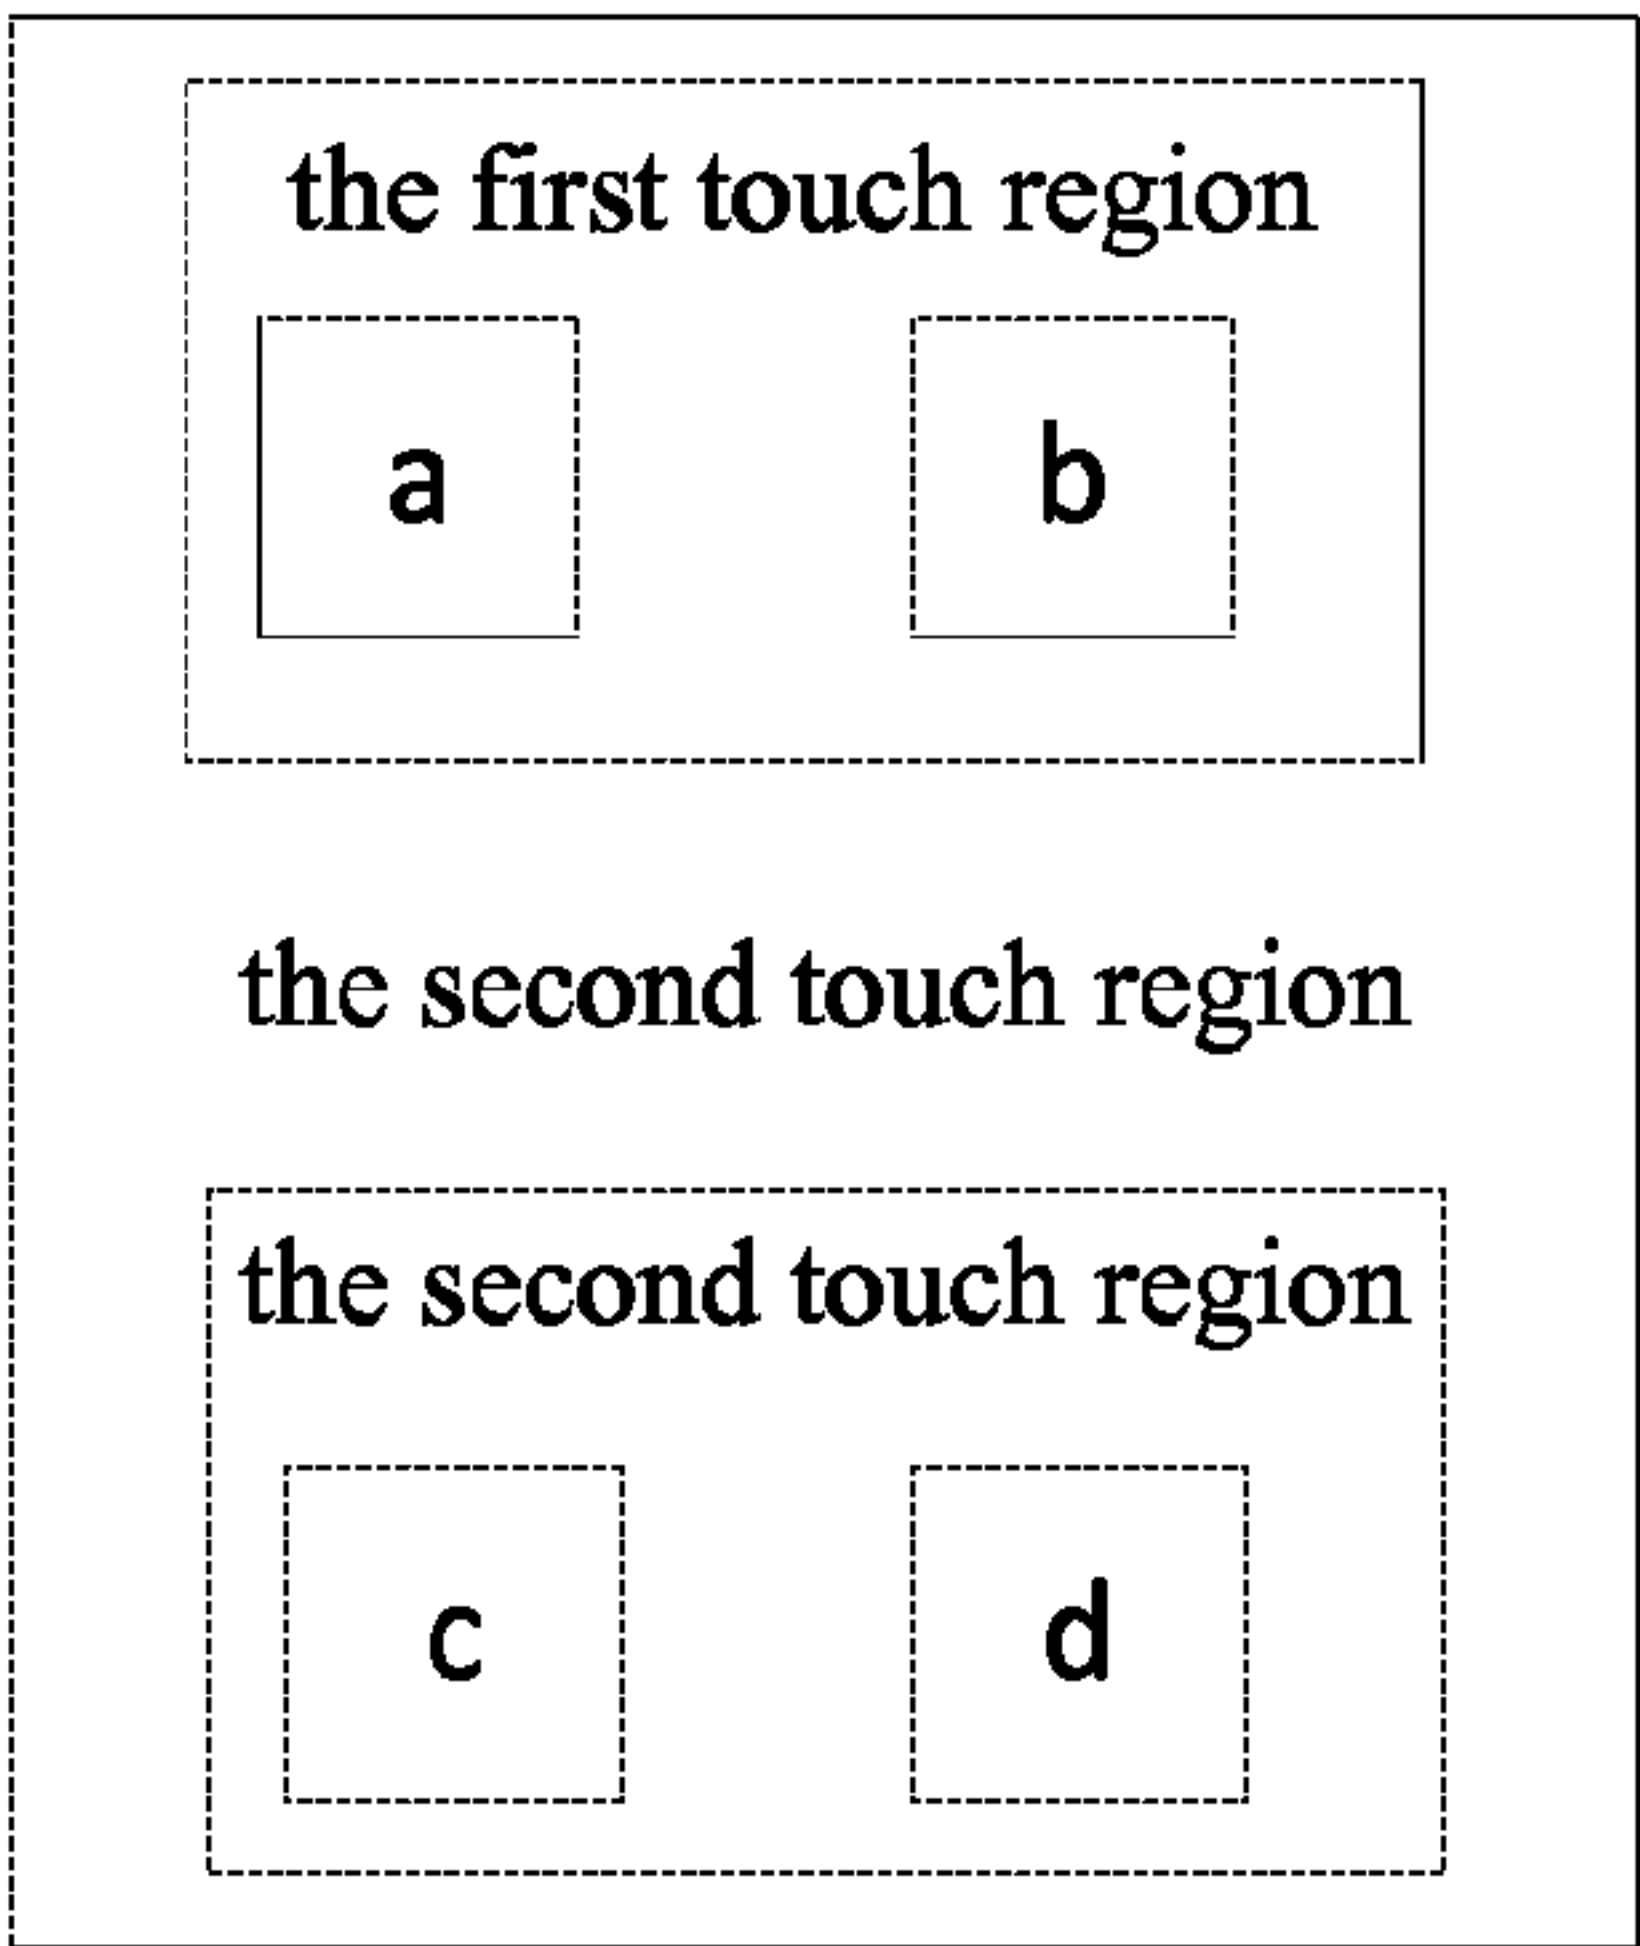 the first touch region
a b
the second touch region
the second touch region
c d